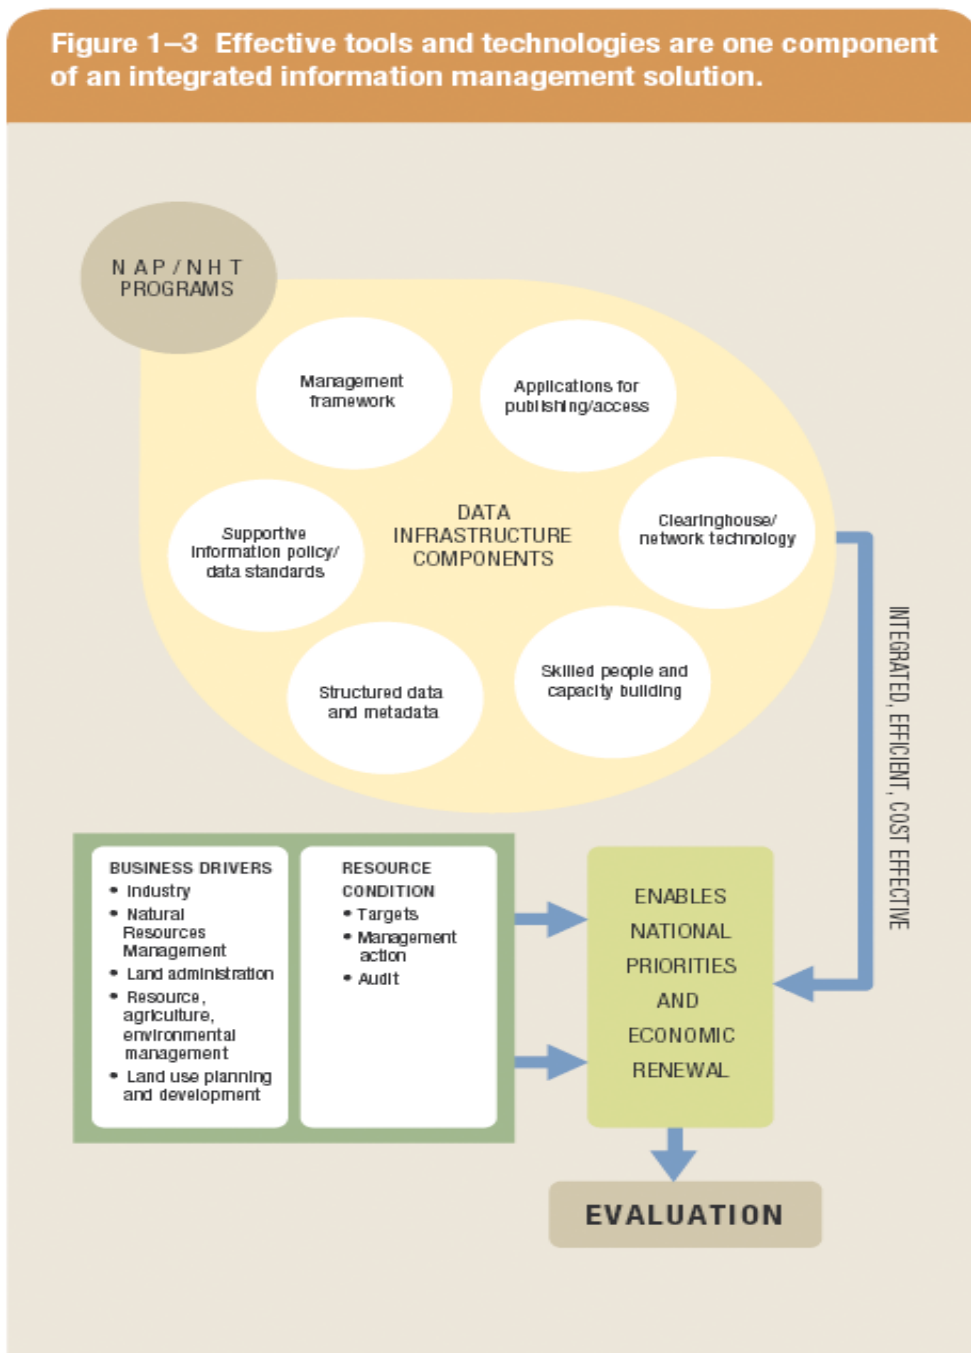 Figure 1–3 Effective tools and technologies are one component
of an integrated information management solution.
NAP/NHT
PROGRAMS
Management
framework
Applications for
publishing/access
Supportive
information policy/
data standards
DATA
INFRASTRUCTURE
COMPONENTS
Clearinghouse/
network technology
Structured data
and metadata
Skilled people and
capacity building
INTEGRATED, EFFICIENT, COST EFFECTIVE
BUSINESS DRIVERS
• Industry
• Natural
Resources
Management
• Land administration
• Resource,
agriculture,
environmental
management
• Land use planning
and development
RESOURCE
CONDITION
• Targets
• Management
action
• Audit
ENABLES
NATIONAL
PRIORITIES
AND
ECONOMIC
RENEWAL
EVALUATION